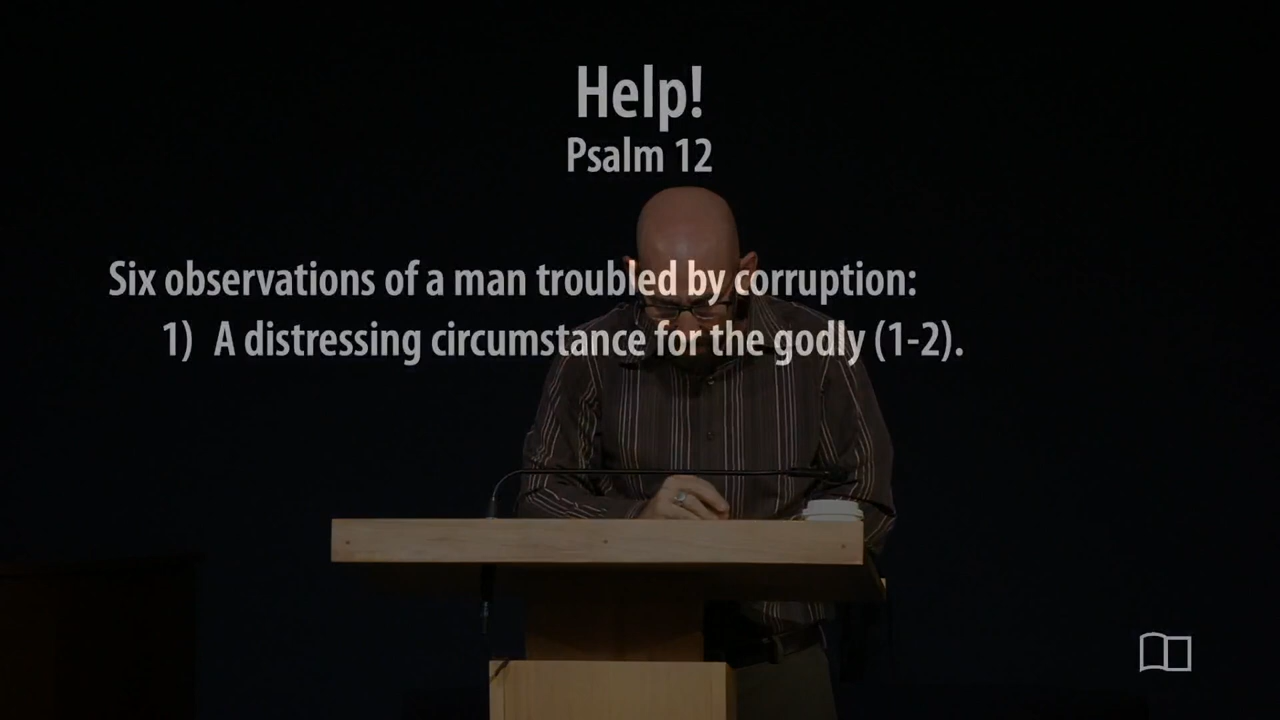 Help!
Psalm 12
Six observations of a man troubled by corruption:
1) A distressing circumstance for the godly (1-2).